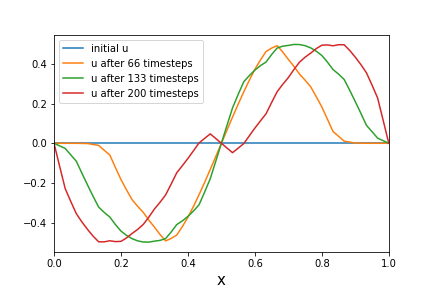 initial u
u after 66 timesteps
u after 133 timesteps
u after 200 timesteps
0.4
0.2
0.0
−0.2
−0.4
0.0 0.2 0.4 0.6 0.8 1.0
x